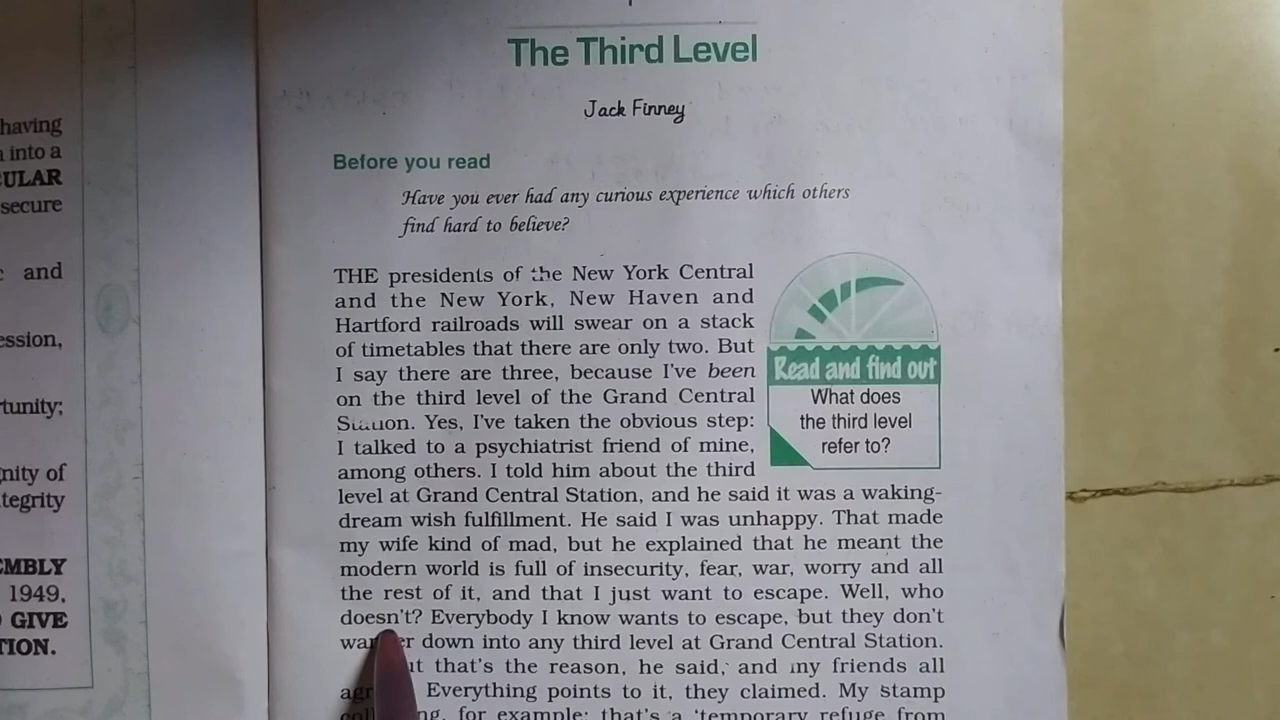 having
into a
secure
and
ession,
tunity;
nity of
tegrity
EMBLY
1949,
GIVE
TION.
The Third Level
Jack Finney
Before you read
Have you ever had any curious experience which others
find hard to believe?
THE presidents of the New York Central
and the New York, New Haven and
Hartford railroads will swear on a stack
of timetables that there are only two. But
I say there are three, because I've been
on the third level of the Grand Central
Station. Yes, I've taken the obvious step:
I talked to a psychiatrist friend of mine,
among others. I told him about the third
level at Grand Central Station, and he said it was a waking-
dream wish fulfillment. He said I was unhappy. That made
my wife kind of mad, but he explained that he meant the
modern world is full of insecurity, fear, war, worry and all
the rest of it, and that I just want to escape. Well, who
doesn't? Everybody I know wants to escape, but they don't
down into any third level at Grand Central Station.
that's the reason, he said, and my friends all
Everything points to it, they claimed. My stamp
for example; that's a 'temporary refuge from
Read and find out
What does
the third level
refer to?